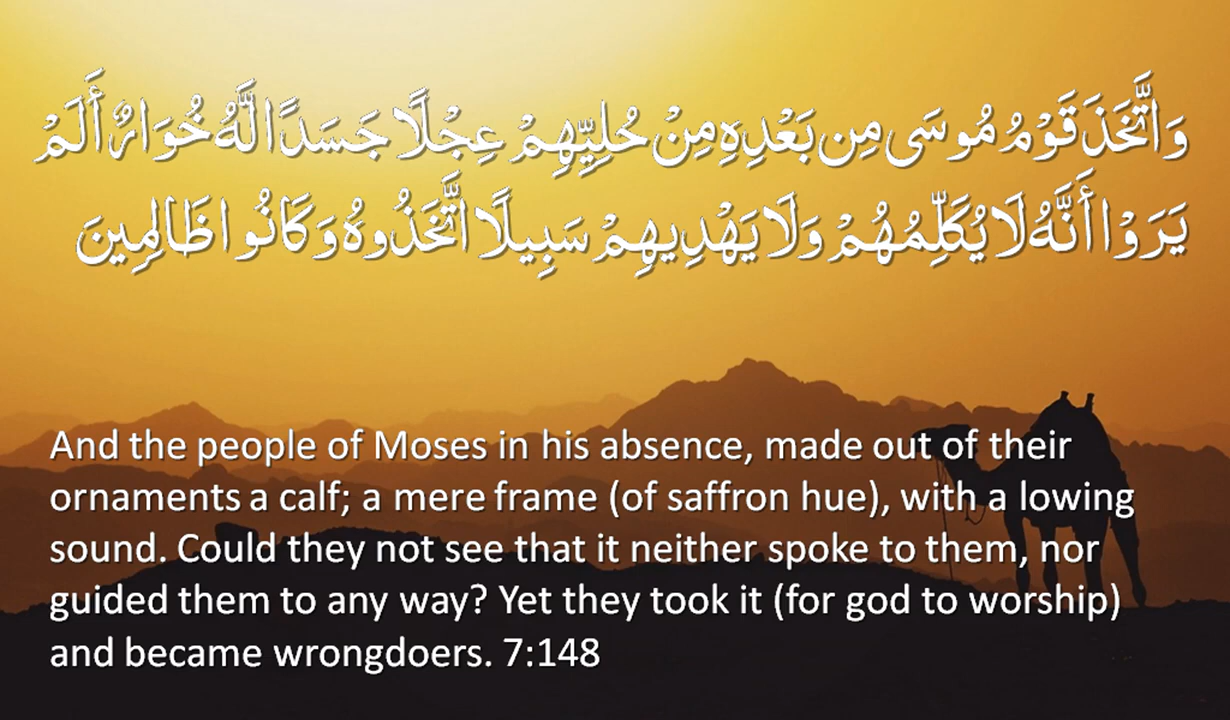 وَاتَّخَذَ قَوْمُ مُوسَى مِن بَعْدِهِ مِنْ حُلِيِّهِمْ عِجْلًا جَسَدًا لَّهُ خُوَارٌ أَلَمْ
يَرَوْا أَنَّهُ لَا يُكَلِّمُهُمْ وَلَا يَهْدِيهِمْ سَبِيلًا اتَّخَذُوهُ وَكَانُوا ظَالِمِينَ
And the people of Moses in his absence, made out of their
ornaments a calf; a mere frame (of saffron hue), with a lowing
sound. Could they not see that it neither spoke to them, nor
guided them to any way? Yet they took it (for god to worship)
and became wrongdoers. 7:148